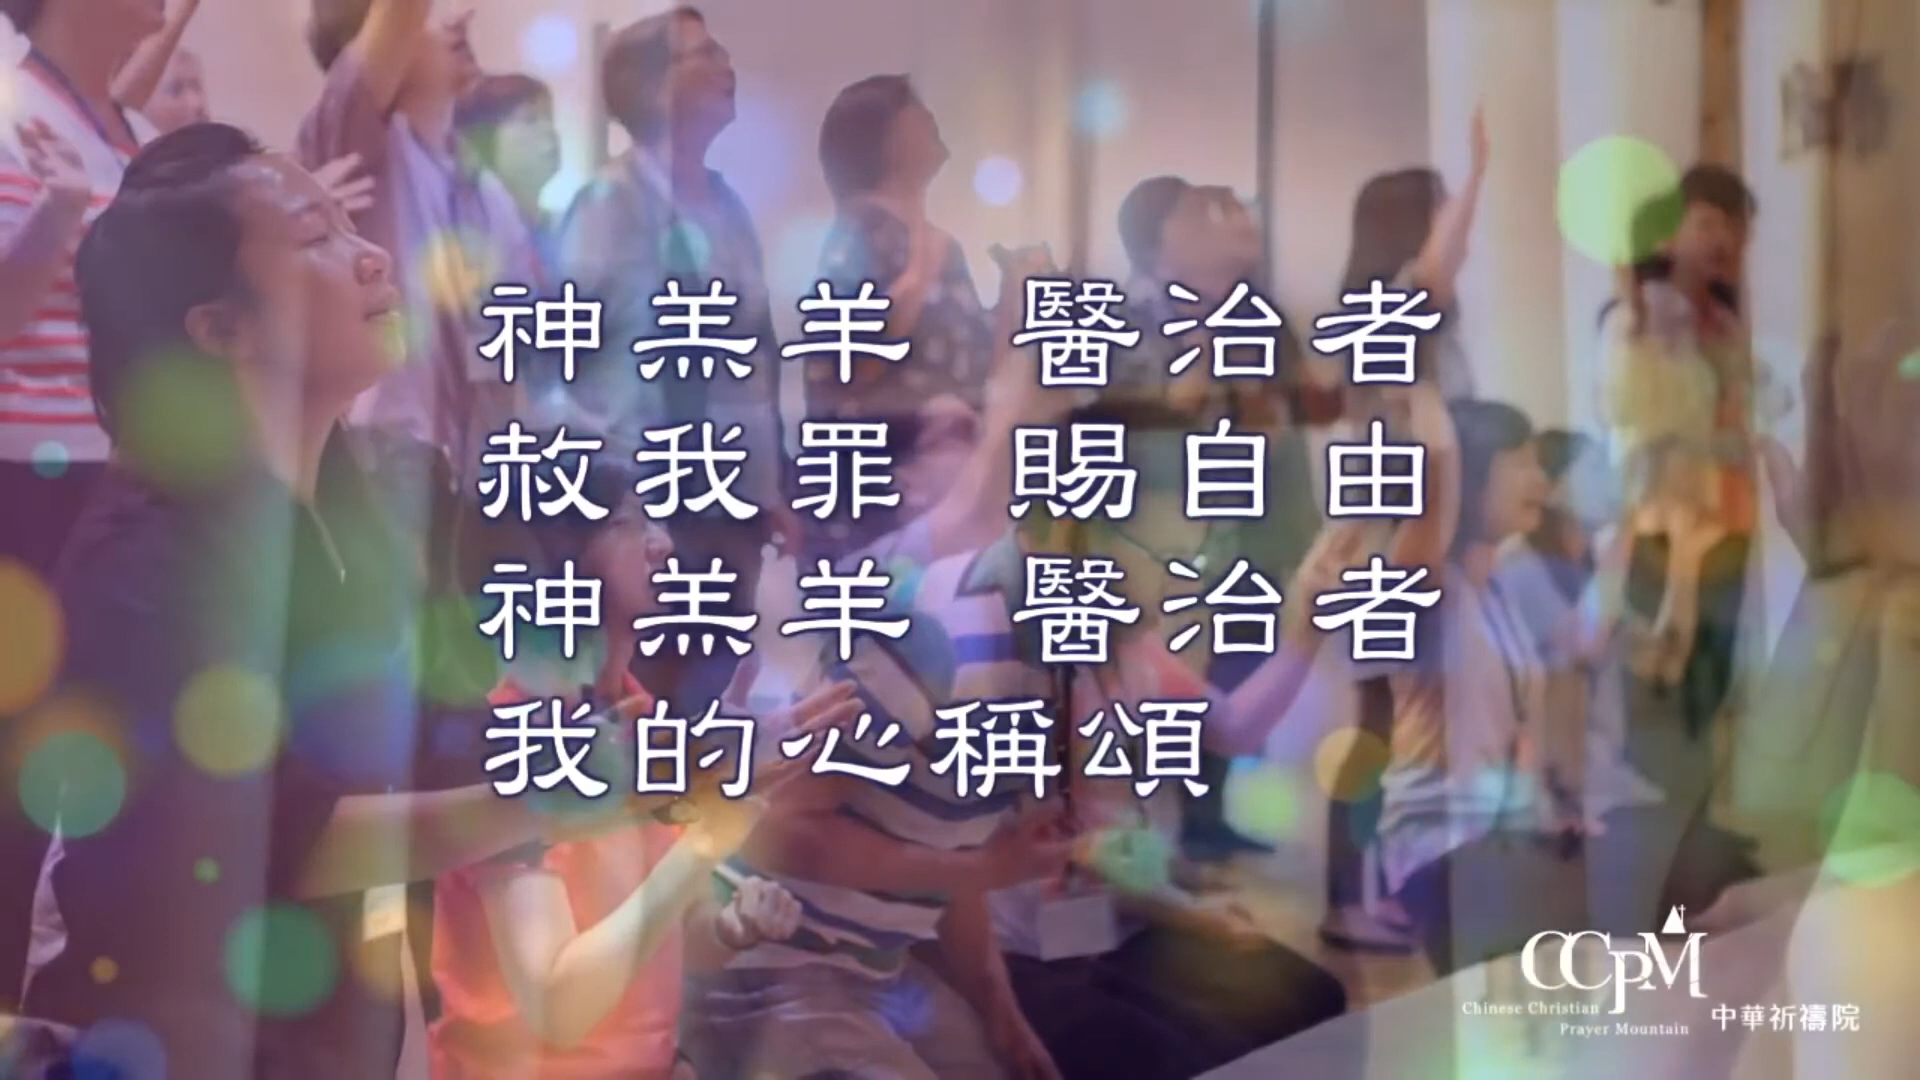 神羔羊 醫治者
赦我罪 賜自由
神羔羊 醫治者
我的心稱頌
CCPM
Chinese Christian
Prayer Mountain 中華祈禱院